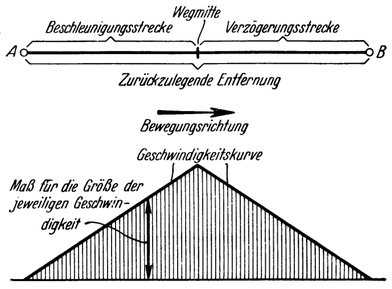 Wegmitte
Beschleunigungsstrecke
Verzögerungsstrecke
A
B
Zurückzulegende Entfernung
Bewegungsrichtung
Geschwindigkeitskurve
Maß für die Größe der
jeweiligen Geschwin-
digkeit